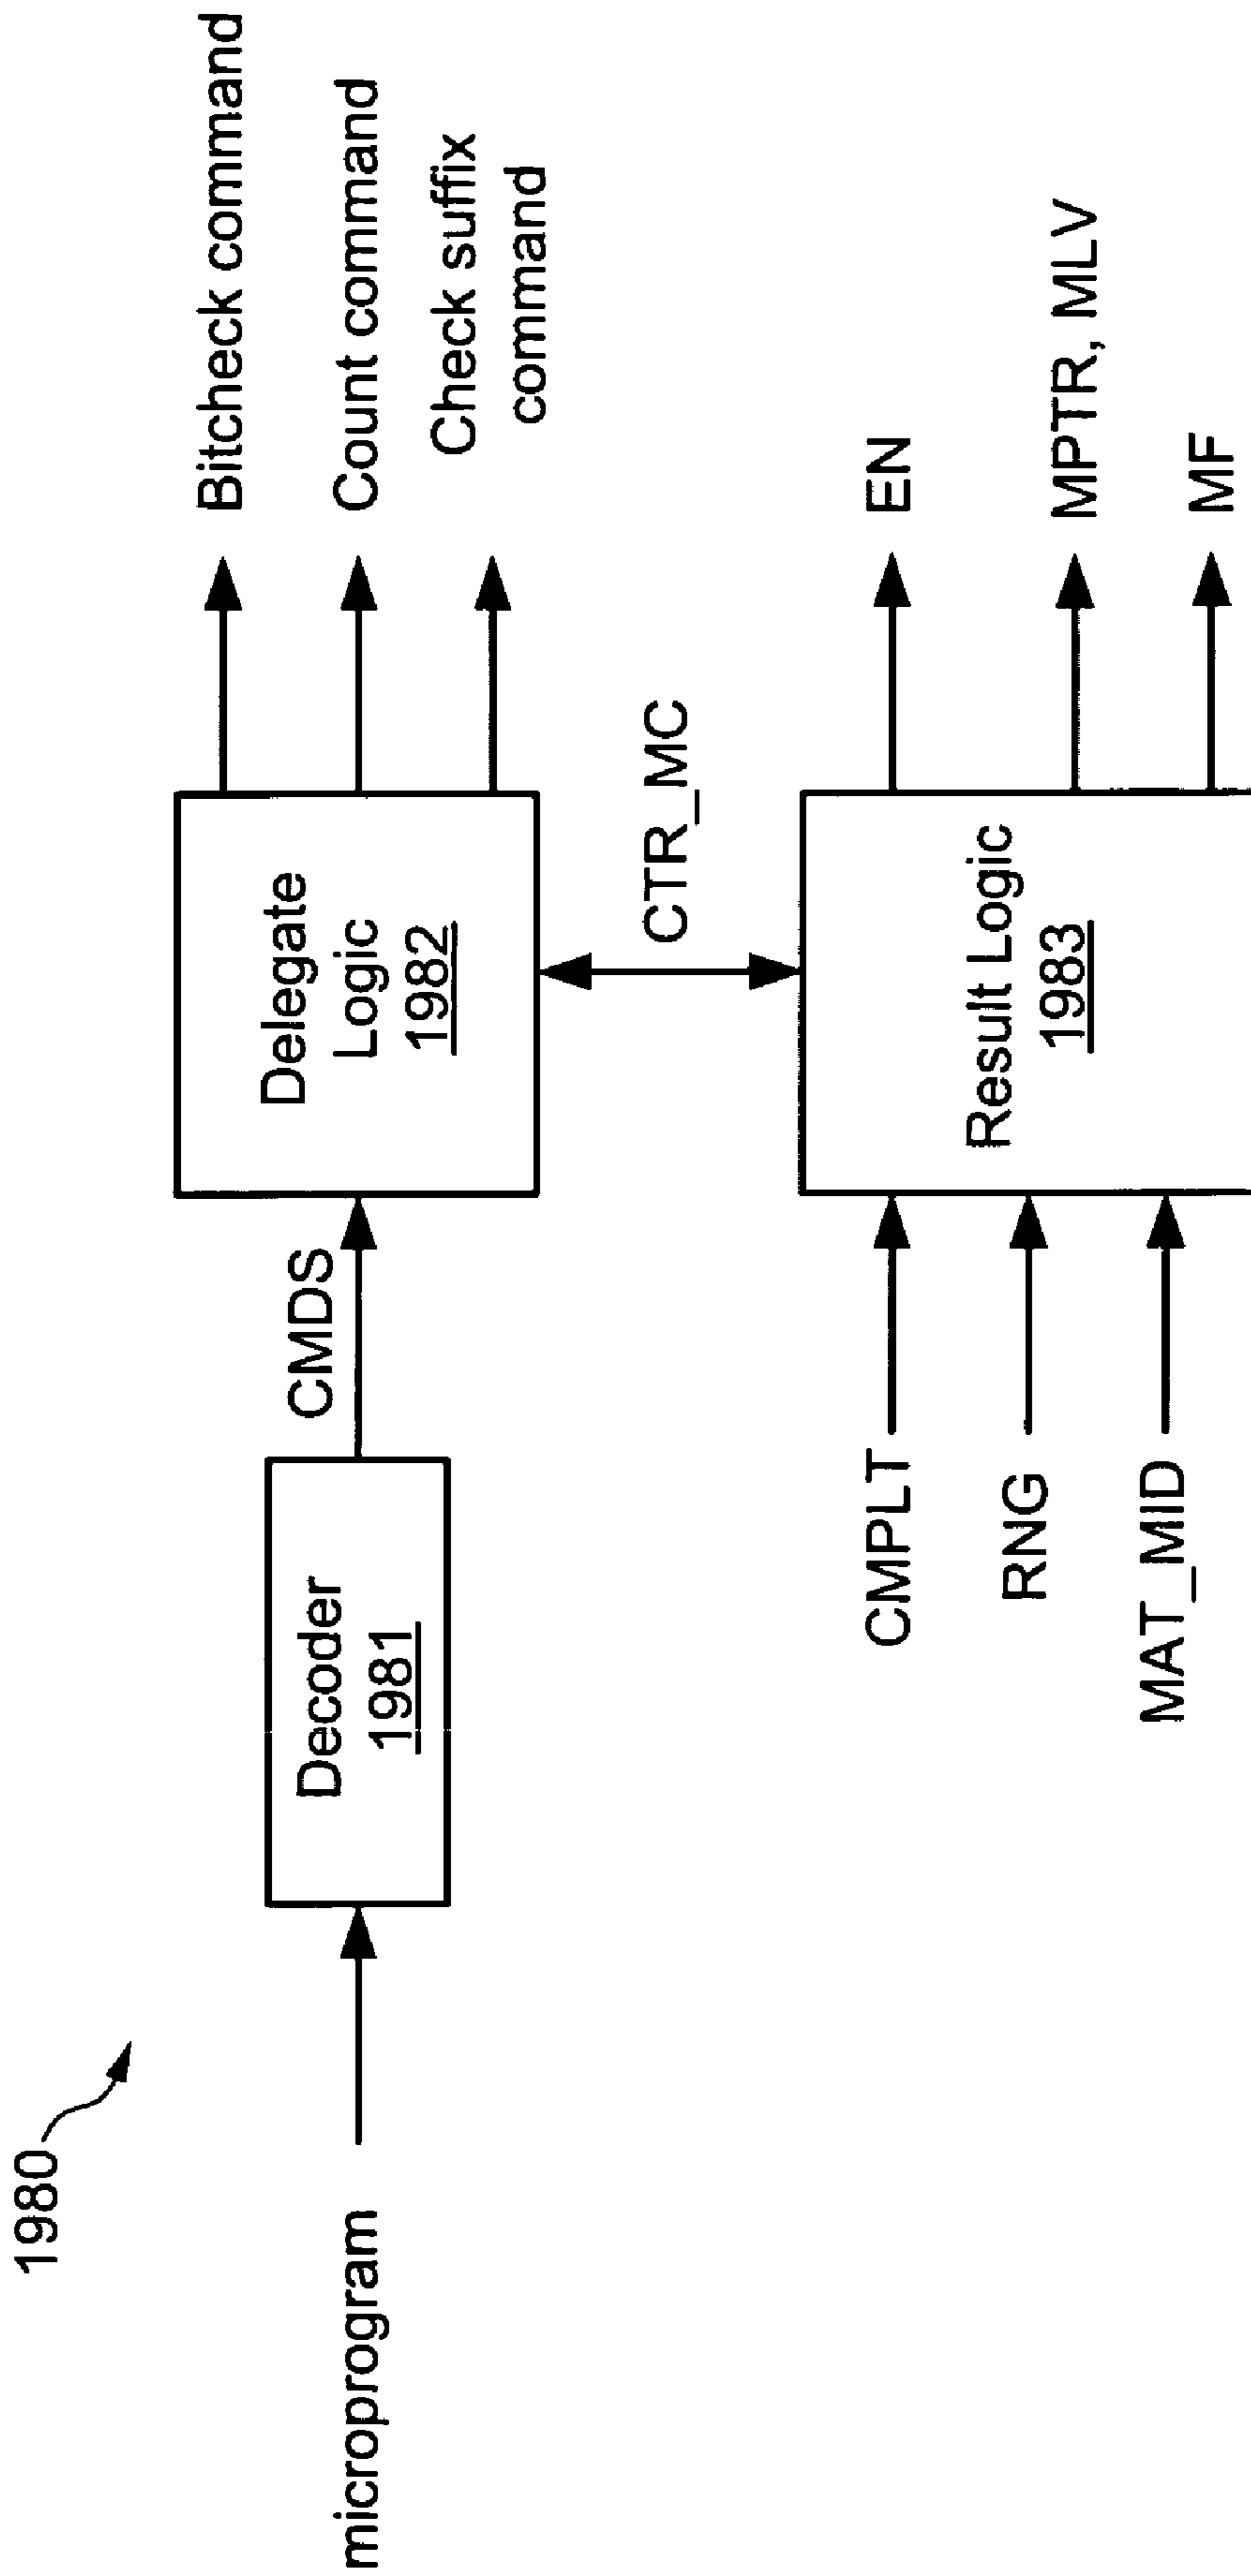 1980
microprogram
Decoder
1981
CMDS
Delegate
Logic
1982
Bitcheck command
Count command
Check suffix
command
CTR_MC
CMPLT
RNG
MAT_MID
Result Logic
1983
EN
MPTR, MLV
MF